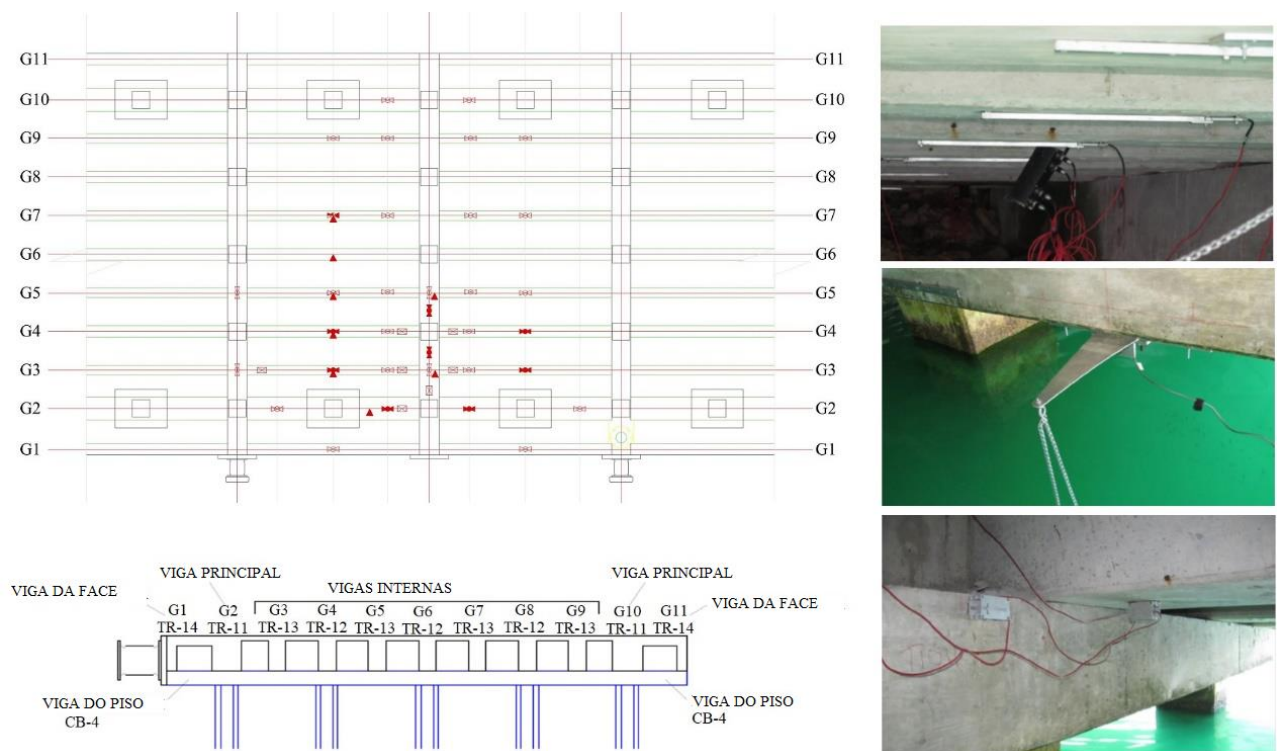 G11 G11
G10 G10
G9 G9
G8 G8
G7 G7
G6 G6
G5 G5
G4 G4
G3 G3
G2 G2
G1 G1
VIGA PRINCIPAL VIGA PRINCIPAL
VIGA DA FACE VIGAS INTERNAS VIGA DA FACE
G1 G2 G3 G4 G5 G6 G7 G8 G9 G10 G11
TR-14 TR-11 TR-13 TR-12 TR-13 TR-12 TR-13 TR-12 TR-13 TR-11 TR-14
VIGA DO PISO VIGA DO PISO
CB-4 CB-4